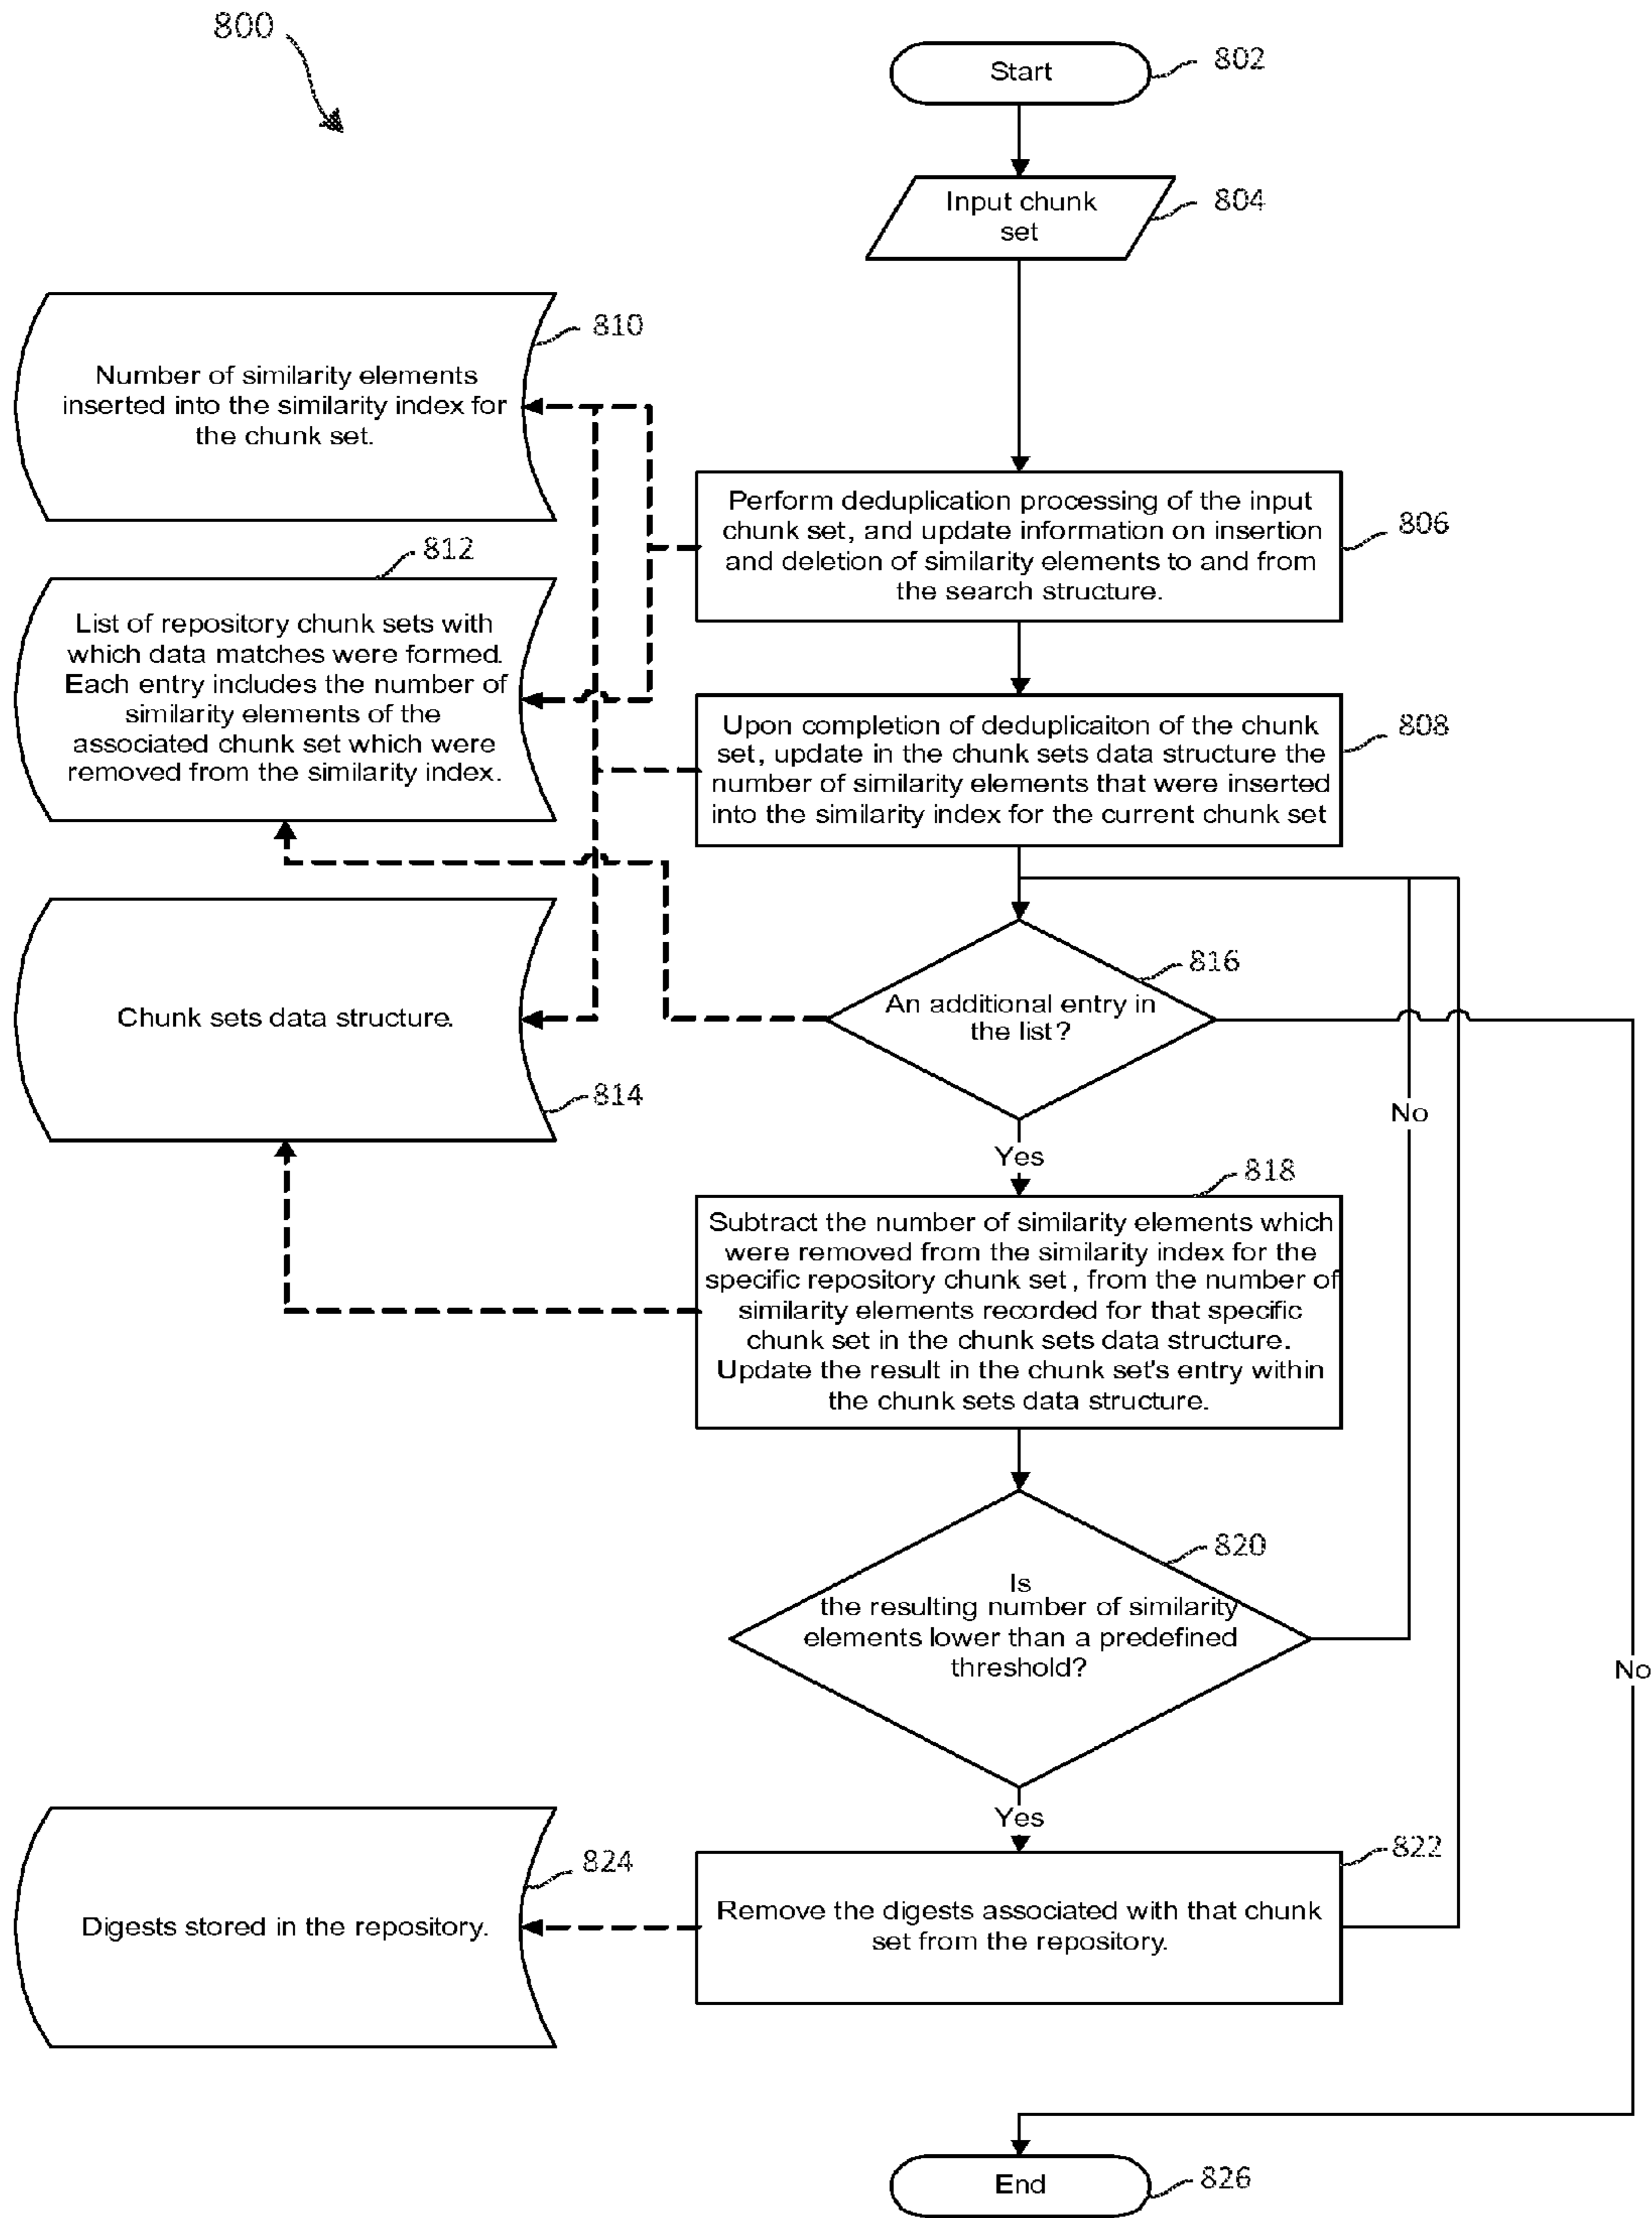 800
Start
802
Input chunk
set
804
810
Number of similarity elements
inserted into the similarity index for
the chunk set.
Perform deduplication processing of the input
chunk set, and update information on insertion
and deletion of similarity elements to and from
the search structure.
806
812
List of repository chunk sets with
which data matches were formed.
Each entry includes the number of
similarity elements of the
associated chunk set which were
removed from the similarity index.
Upon completion of deduplicaiton of the chunk
set, update in the chunk sets data structure the
number of similarity elements that were inserted
into the similarity index for the current chunk set
808
Chunk sets data structure.
814
816
An additional entry in
the list?
No
Yes
818
Subtract the number of similarity elements which
were removed from the similarity index for the
specific repository chunk set, from the number of
similarity elements recorded for that specific
chunk set in the chunk sets data structure.
Update the result in the chunk set's entry within
the chunk sets data structure.
820
Is
the resulting number of similarity
elements lower than a predefined
threshold?
No
Yes
822
824
Digests stored in the repository.
Remove the digests associated with that chunk
set from the repository.
End
826